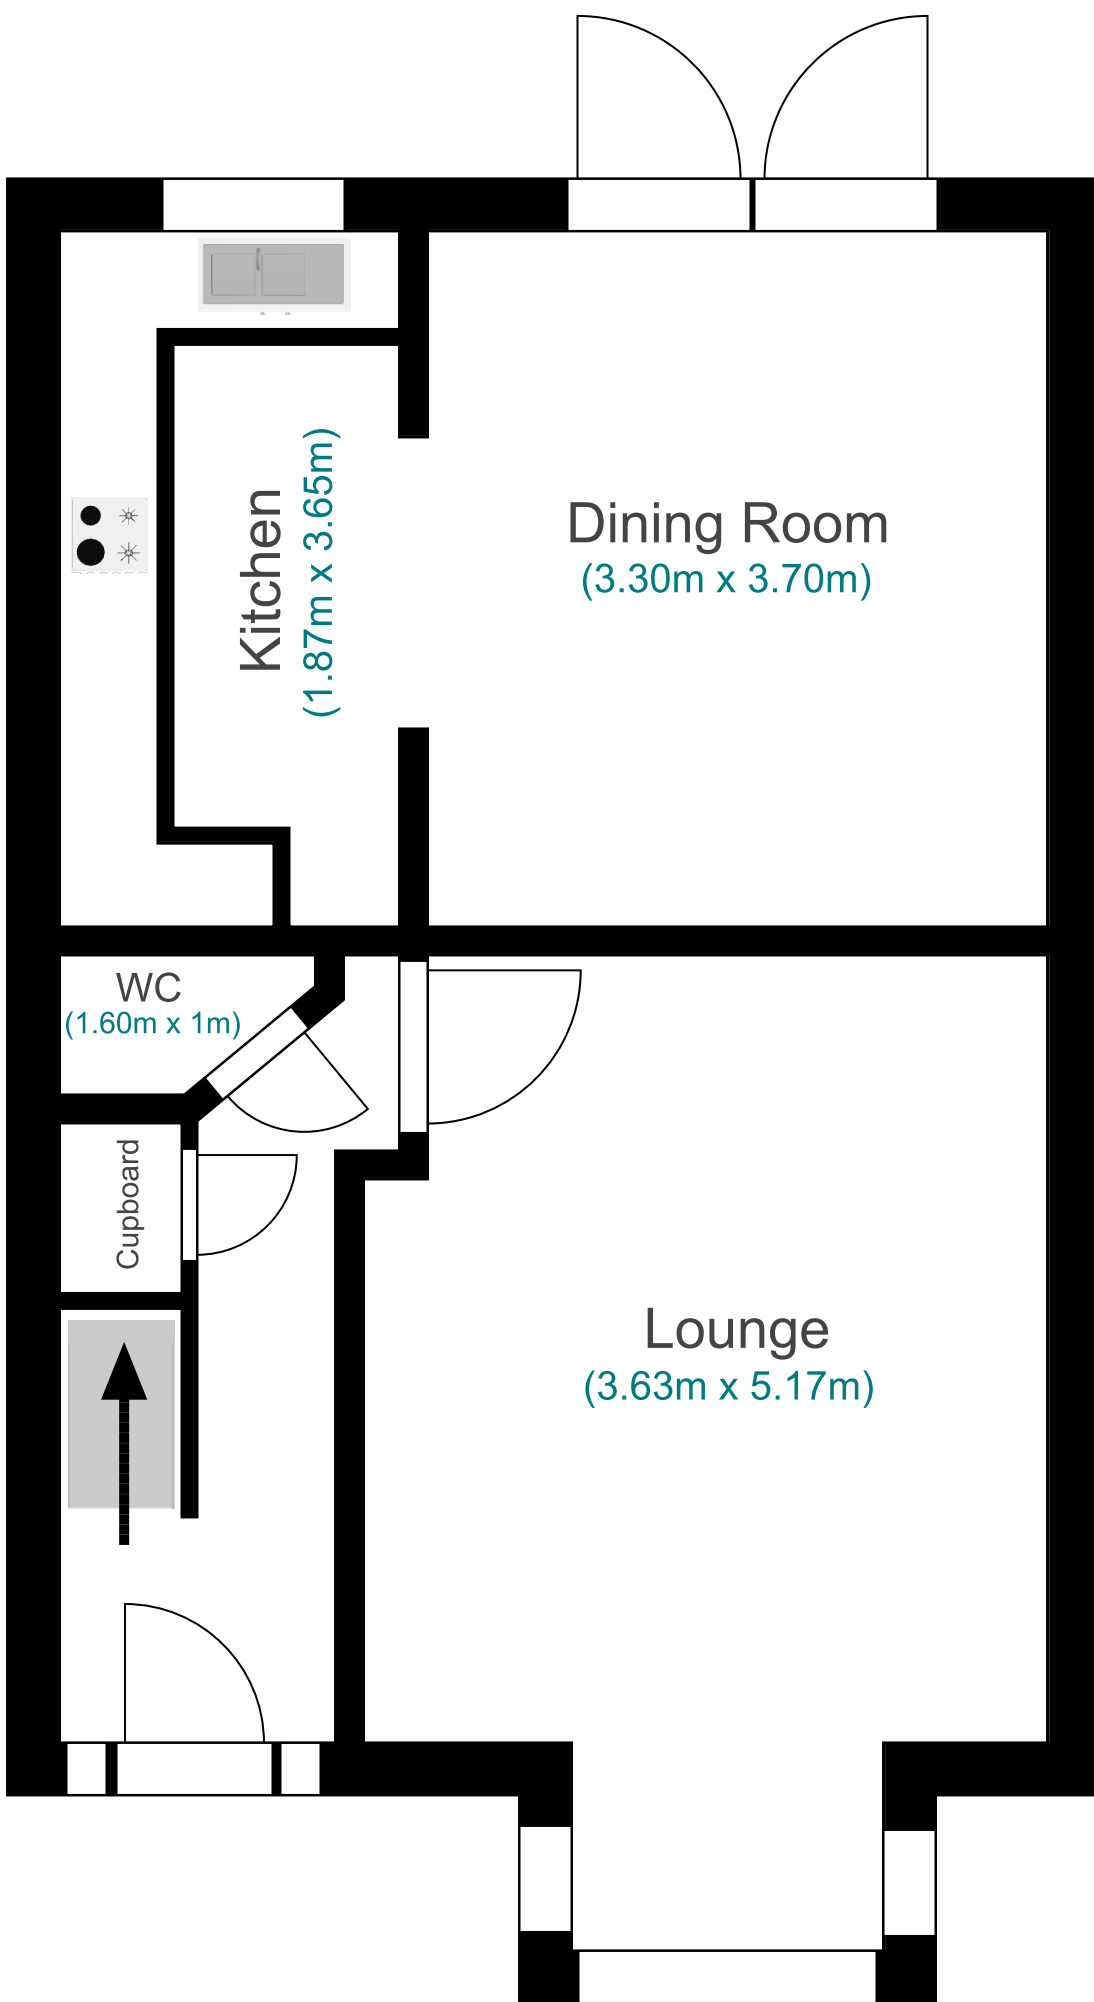 Kitchen
(1.87m x 3.65m)
Dining Room
(3.30m x 3.70m)
WC
(1.60m x 1m)
Cupboard
Lounge
(3.63m x 5.17m)